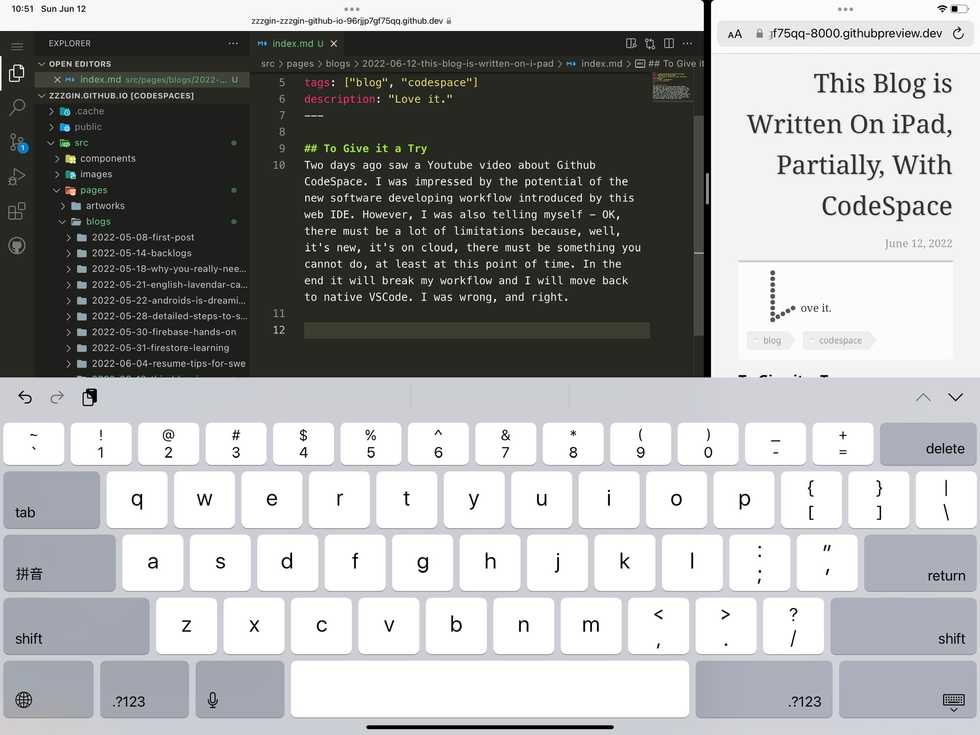 10:51 Sun Jun 12
zzzgin-zzzgin-github-io-96rjjp7gf75qq.github.dev
EXPLORER
OPEN EDITORS
index.md src/pages/blogs/2022-... U
ZZZGIN.GITHUB.IO [CODESPACES]
.cache
public
src
components
images
pages
artworks
blogs
2022-05-08-first-post
2022-05-14-backlogs
2022-05-18-why-you-really-nee...
2022-05-21-english-lavendar-ca...
2022-05-22-androids-is-dreami...
2022-05-28-detailed-steps-to-s...
2022-05-30-firebase-hands-on
2022-05-31-firestore-learning
2022-06-04-resume-tips-for-swe
1
index.md U
src > pages > blogs > 2022-06-12-this-blog-is-written-on-i-pad > index.md > ## To Give it
5 tags: ["blog", "codespace"]
6 description: "Love it."
7 ---
8
9 ## To Give it a Try
10 Two days ago saw a Youtube video about Github
CodeSpace. I was impressed by the potential of the
new software developing workflow introduced by this
web IDE. However, I was also telling myself - OK,
there must be a lot of limitations because, well,
it's new, it's on cloud, there must be something you
cannot do, at least at this point of time. In the
end it will break my workflow and I will move back
to native VSCode. I was wrong, and right.
11
12
AA jf75qq-8000.githubpreview.dev
This Blog is
Written On iPad,
Partially, With
CodeSpace
June 12, 2022
Love it.
blog codespace
~ ! @ # $ % ^ & * ( ) _ +
` 1 2 3 4 5 6 7 8 9 0 - = delete
tab q w e r t y u i o p { [ } ] | \
拼音 a s d f g h j k l : ; " ' return
shift z x c v b n m < , > . ? / shift
.?123 .?123